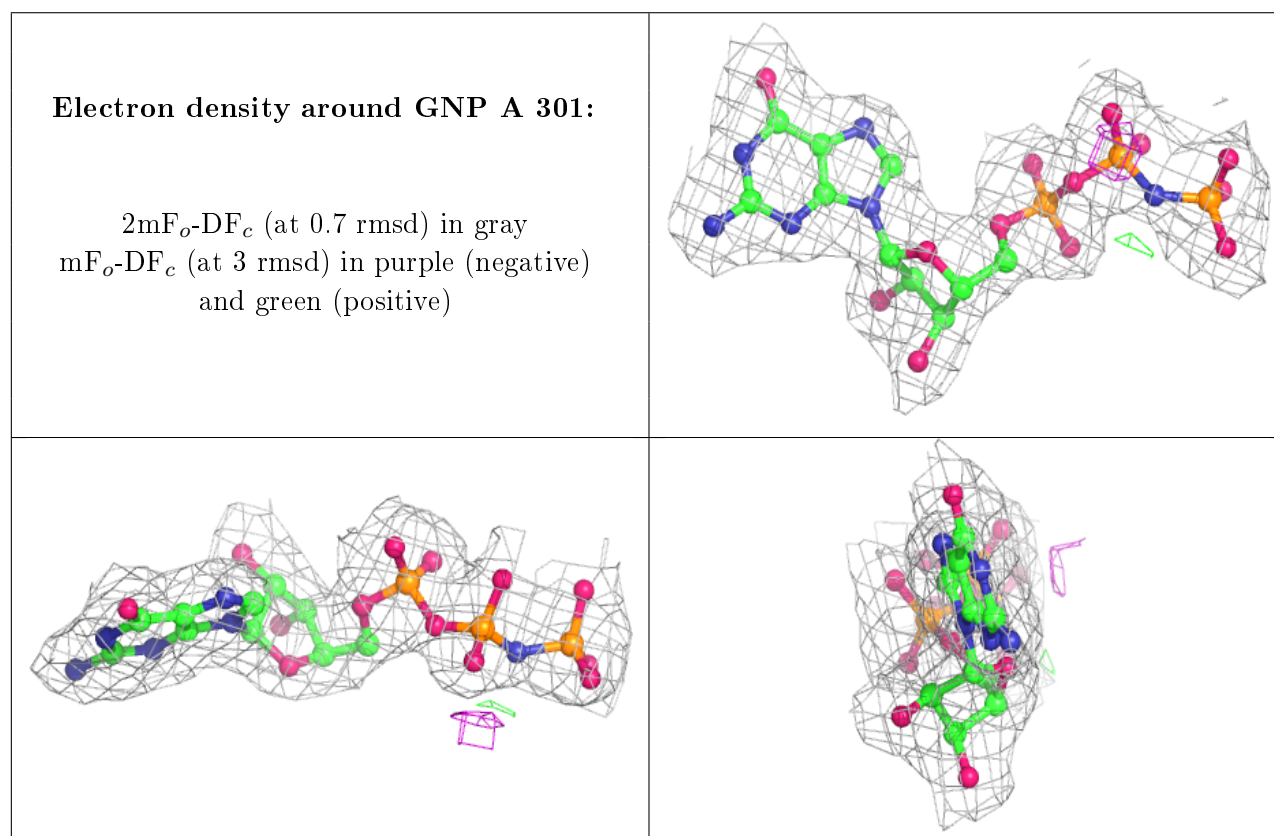 Electron density around GNP A 301:
2mFo-DFc (at 0.7 rmsd) in gray
mFo-DFc (at 3 rmsd) in purple (negative)
and green (positive)